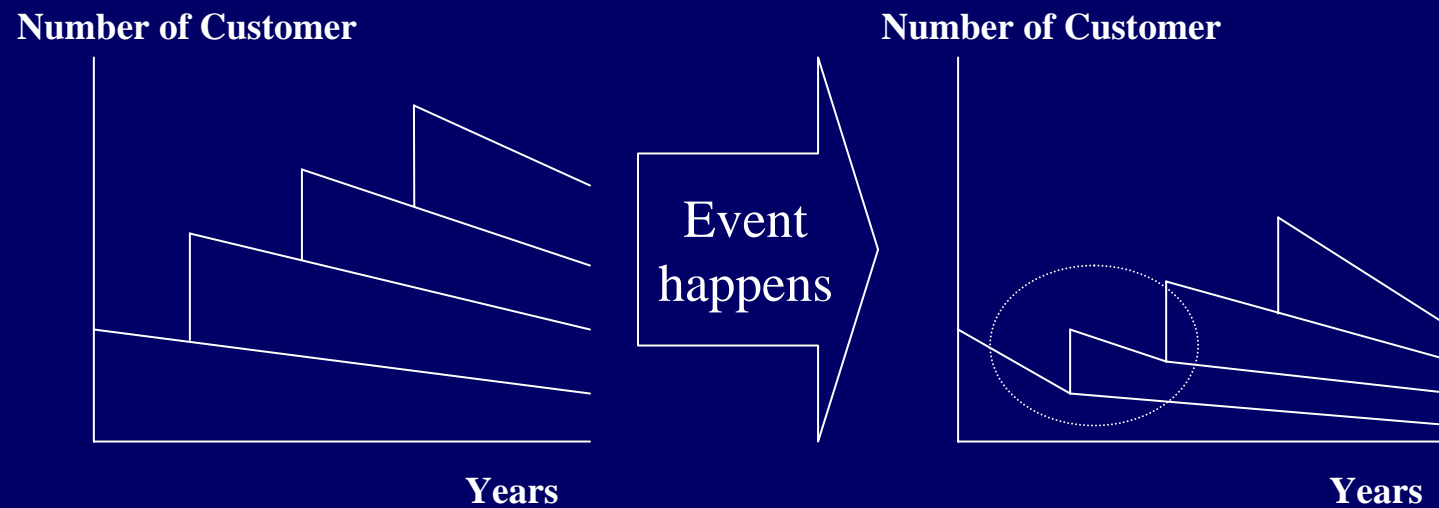 Number of Customer
Number of Customer
Event
happens
Years
Years